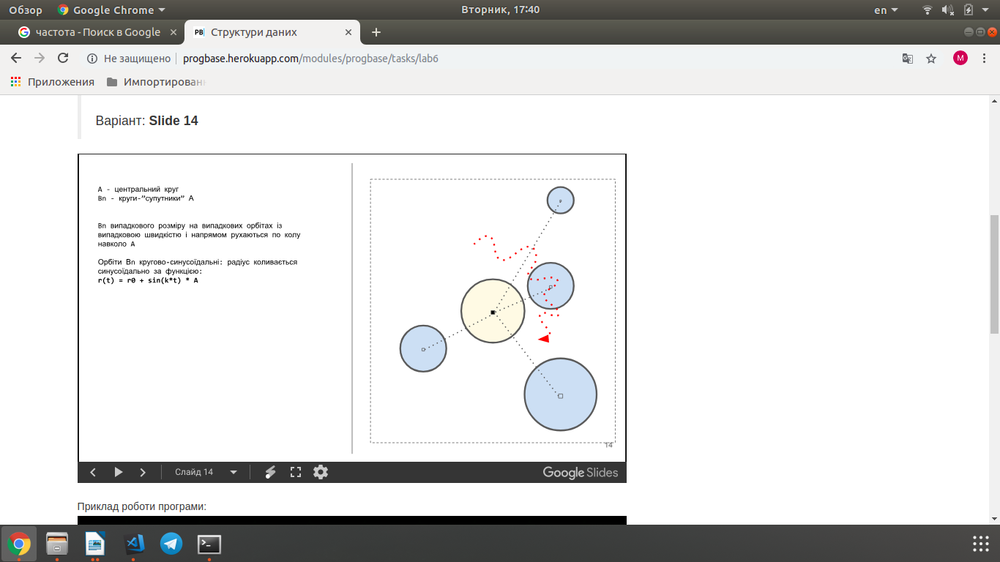 Обзор
Google Chrome
Вторник, 17:40
en
частота - Поиск в Google
PB
Структури даних
Не защищено
progbase.herokuapp.com/modules/progbase/tasks/lab6
M
Приложения
Импортирован
Варіант: Slide 14
A - центральний круг
Bn - круги-”супутники” A
Bn випадкового розміру на випадкових орбітах із
випадковою швидкістю і напрямом рухаються по колу
навколо A
Орбіти Bn кругово-синусоїдальні: радіус коливається
синусоїдально за функцією:
r(t) = r0 + sin(k*t) * A
14
Слайд 14
Google Slides
Приклад роботи програми: